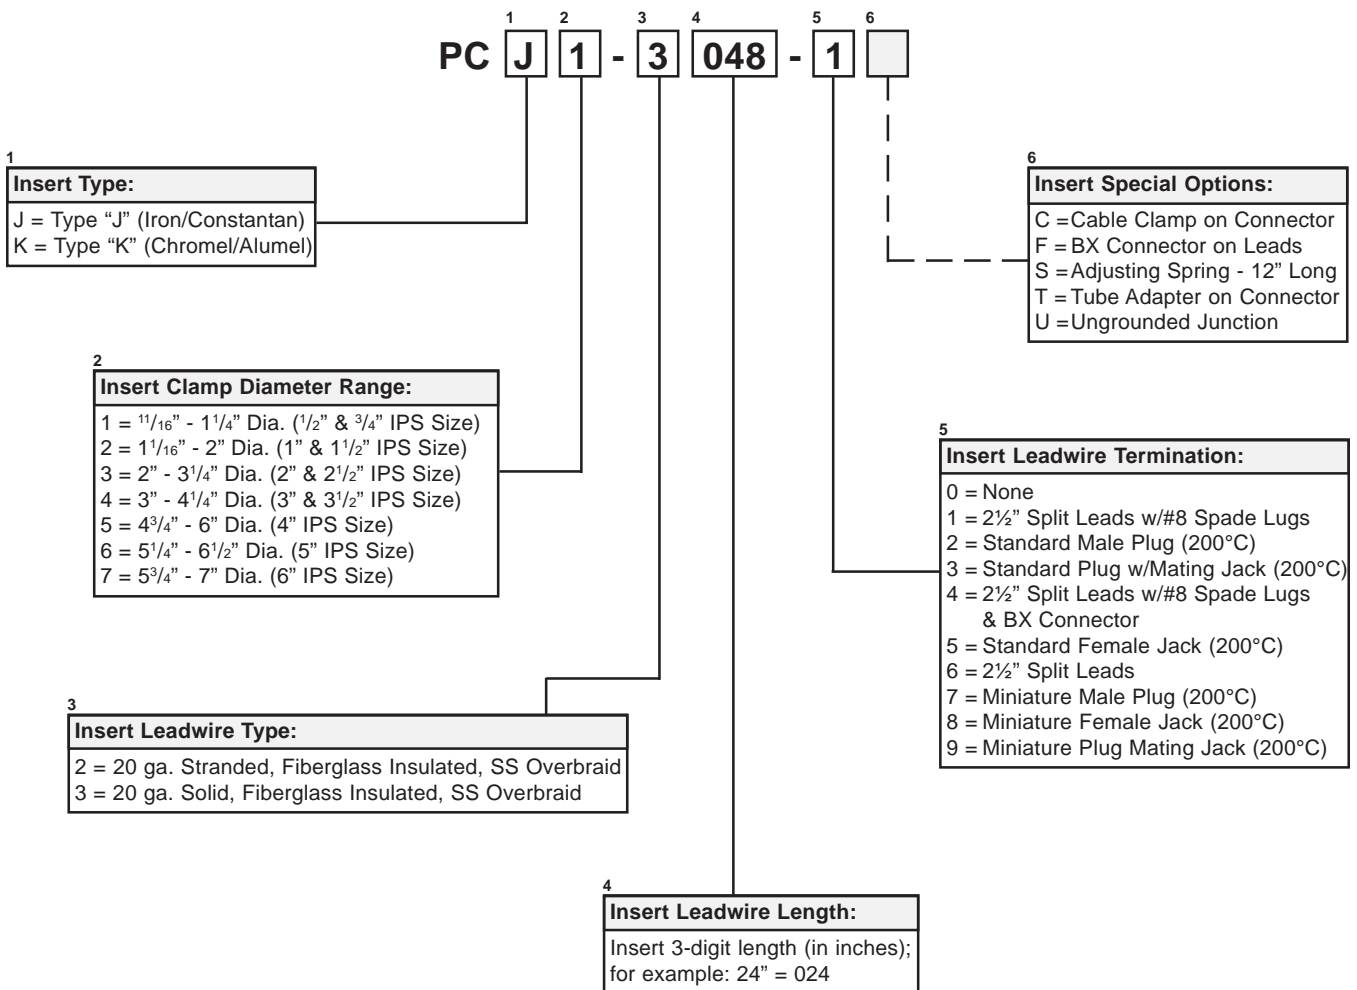 1 2 3 4 5 6
PC J 1 - 3 048 - 1
1
Insert Type:
J = Type “J” (Iron/Constantan)
K = Type “K” (Chromel/Alumel)
6
Insert Special Options:
C =Cable Clamp on Connector
F =BX Connector on Leads
S =Adjusting Spring - 12” Long
T =Tube Adapter on Connector
U =Ungrounded Junction
2
Insert Clamp Diameter Range:
1 = 11/16” - 11/4” Dia. (1/2” & 3/4” IPS Size)
2 = 11/16” - 2” Dia. (1” & 11/2” IPS Size)
3 = 2” - 31/4” Dia. (2” & 21/2” IPS Size)
4 = 3” - 41/4” Dia. (3” & 31/2” IPS Size)
5 = 43/4” - 6” Dia. (4” IPS Size)
6 = 51/4” - 61/2” Dia. (5” IPS Size)
7 = 53/4” - 7” Dia. (6” IPS Size)
5
Insert Leadwire Termination:
0 = None
1 = 2½” Split Leads w/#8 Spade Lugs
2 = Standard Male Plug (200°C)
3 = Standard Plug w/Mating Jack (200°C)
4 = 2½” Split Leads w/#8 Spade Lugs
& BX Connector
5 = Standard Female Jack (200°C)
6 = 2½” Split Leads
7 = Miniature Male Plug (200°C)
8 = Miniature Female Jack (200°C)
9 = Miniature Plug Mating Jack (200°C)
3
Insert Leadwire Type:
2 = 20 ga. Stranded, Fiberglass Insulated, SS Overbraid
3 = 20 ga. Solid, Fiberglass Insulated, SS Overbraid
4
Insert Leadwire Length:
Insert 3-digit length (in inches);
for example: 24” = 024